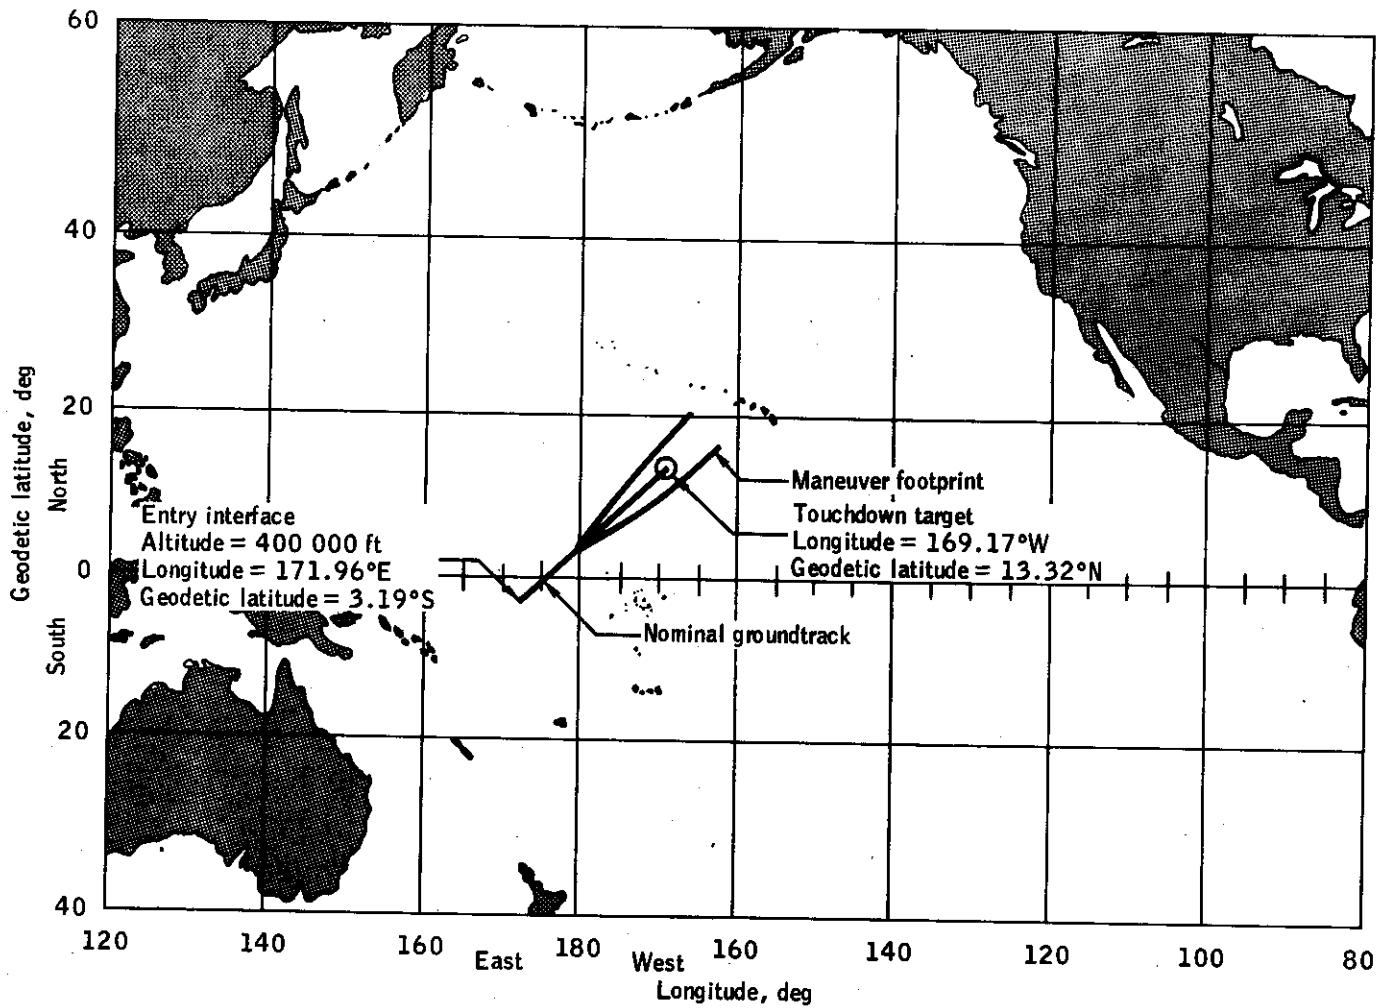 60
40
20
0
20
40
Geodetic latitude, deg
North
South
Entry interface
Altitude = 400 000 ft
Longitude = 171.96°E
Geodetic latitude = 3.19°S
Maneuver footprint
Touchdown target
Longitude = 169.17°W
Geodetic latitude = 13.32°N
Nominal groundtrack
120 140 160 180 160 140 120 100 80
East West
Longitude, deg